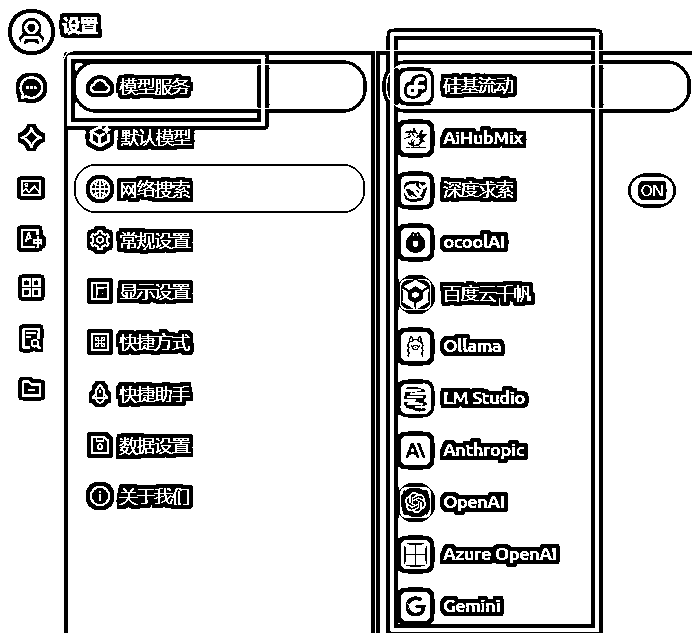 设置
模型服务
默认模型
网络搜索
常规设置
显示设置
快捷方式
快捷助手
数据设置
关于我们
硅基流动
AiHubMix
深度求索
ON
ocoolAI
百度云千帆
Ollama
LM Studio
Anthropic
OpenAI
Azure OpenAI
Gemini